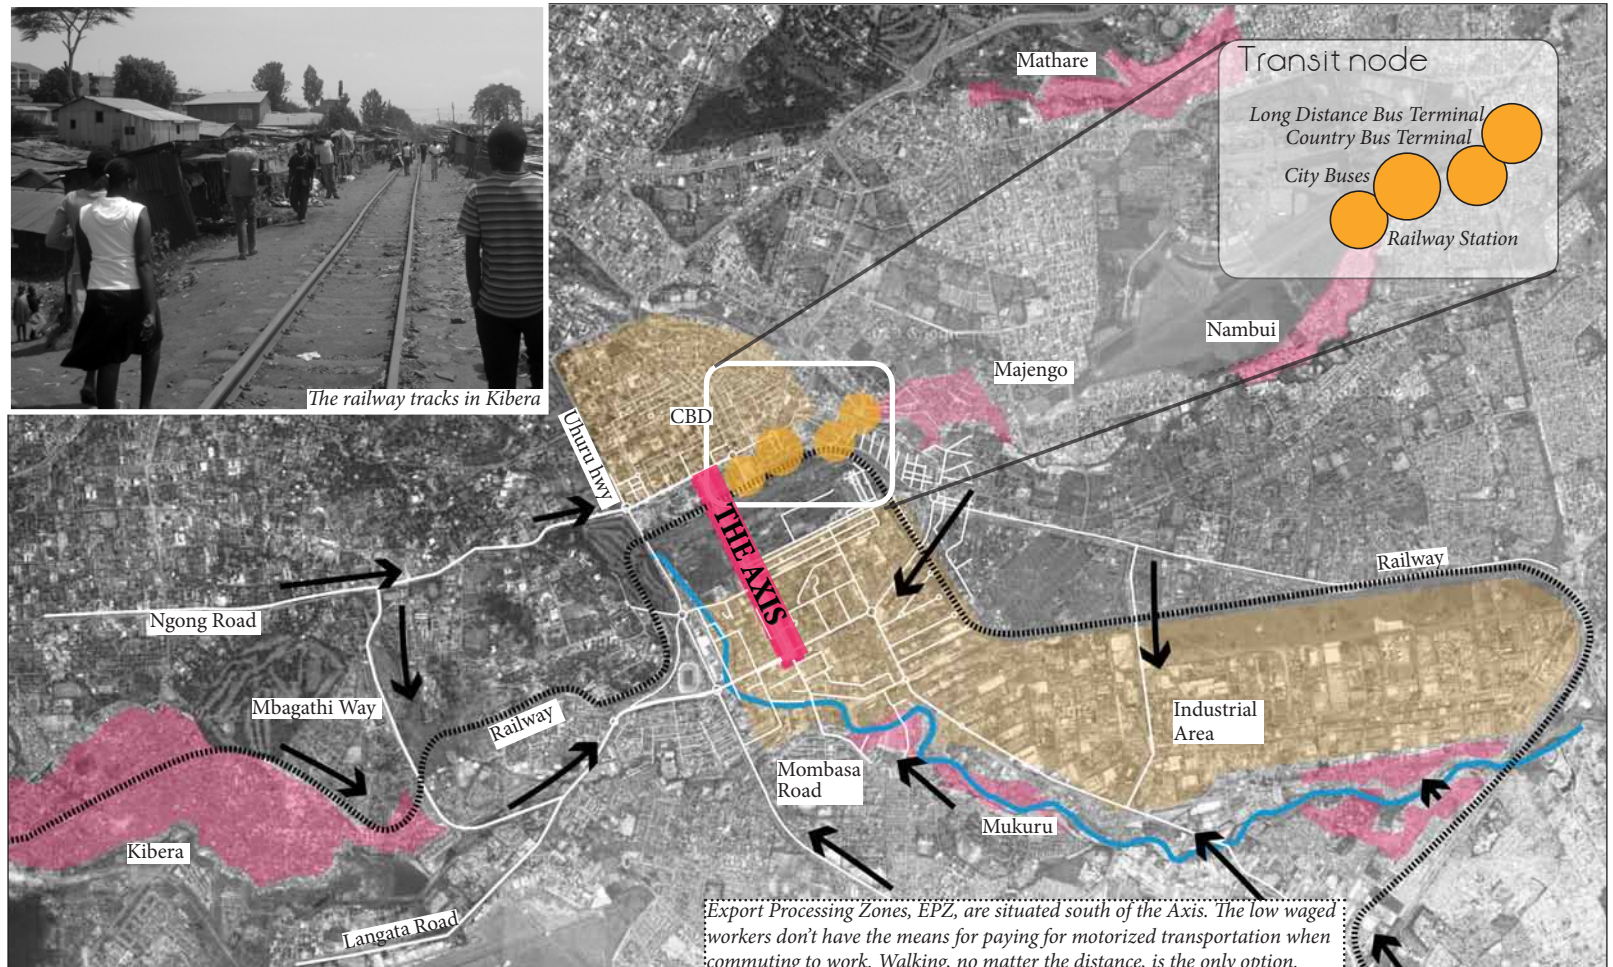 Mathare
Transit node
Long Distance Bus Terminal
Country Bus Terminal
City Buses
Railway Station
Nambui
Majengo
The railway tracks in Kibera
CBD
Uhuru hwy
THE AXIS
Railway
Ngong Road
Mbagathi Way
Railway
Industrial
Area
Mombasa
Road
Mukuru
Kibera
Langata Road
Export Processing Zones, EPZ, are situated south of the Axis. The low waged
workers don't have the means for paying for motorized transportation when
commuting to work. Walking, no matter the distance, is the only option.